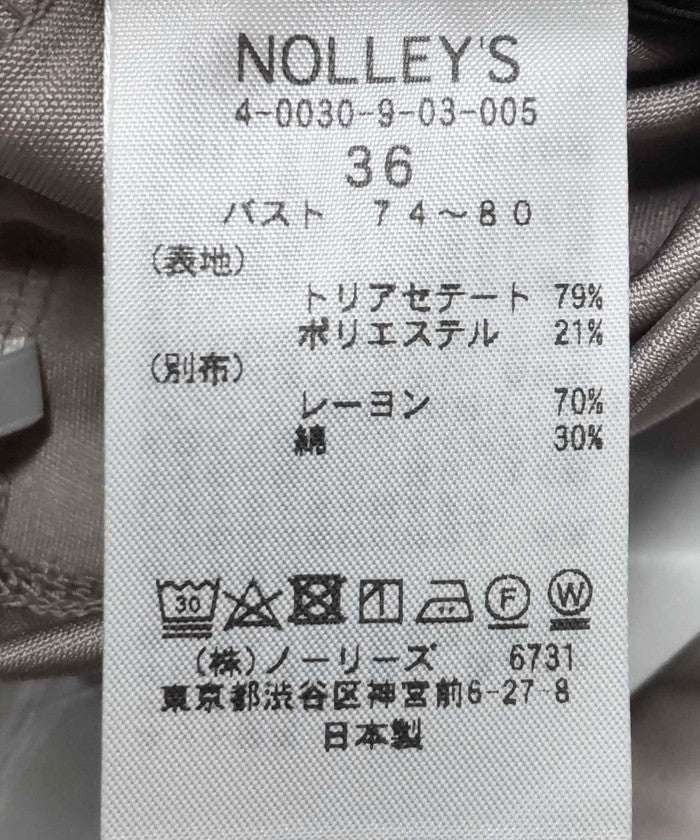 NOLLEY'S
4-0030-9-03-005
36
バスト 74～80
(表地)
トリアセテート 79%
ポリエステル 21%
(別布)
レーヨン 70%
綿 30%
30 F W
(株)ノーリーズ 6731
東京都渋谷区神宮前6-27-8
日本製